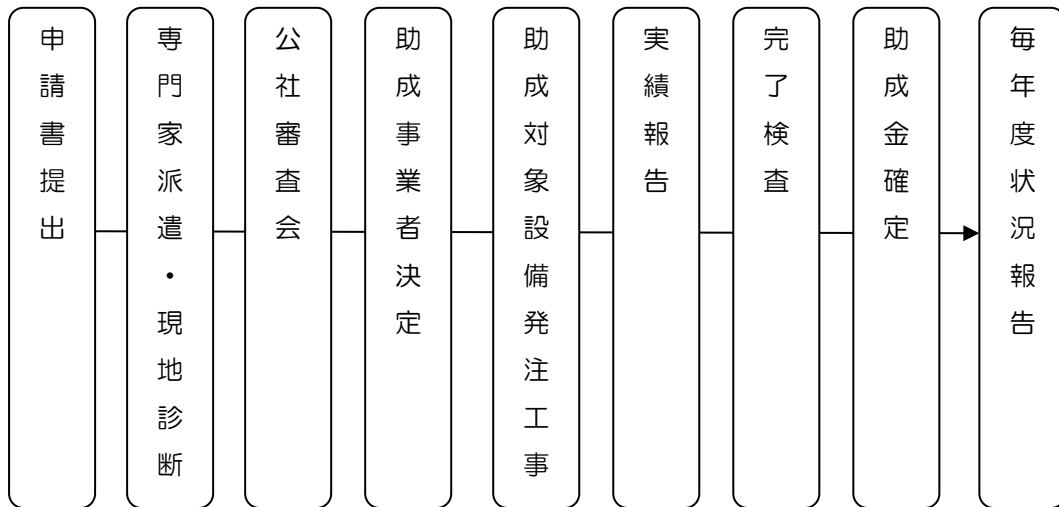 申請書提出
専門家派遣・現地診断
公社審査会
助成事業者決定
助成対象設備発注工事
実績報告
完了検査
助成金確定
毎年度状況報告